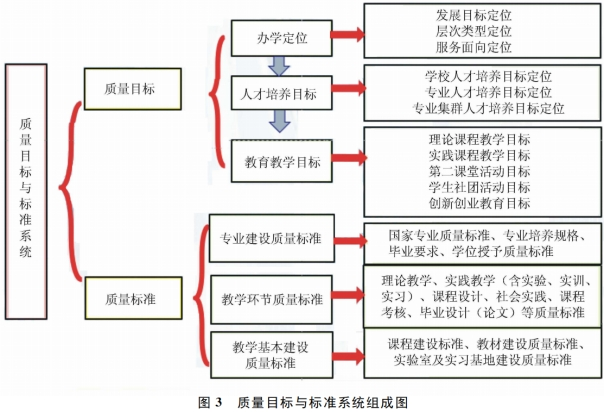 质量目标与标准系统
质量目标
办学定位
发展目标定位
层次类型定位
服务面向定位
人才培养目标
学校人才培养目标定位
专业人才培养目标定位
专业集群人才培养目标定位
教育教学目标
理论课程教学目标
实践课程教学目标
第二课堂活动目标
学生社团活动目标
创新创业教育目标
质量标准
专业建设质量标准
国家专业质量标准、专业培养规格、
毕业要求、学位授予质量标准
教学环节质量标准
理论教学、实践教学（含实验、实训、
实习）、课程设计、社会实践、课程
考核、毕业设计（论文）等质量标准
教学基本建设
质量标准
课程建设标准、教材建设质量标准、
实验室及实习基地建设质量标准
图 3 质量目标与标准系统组成图